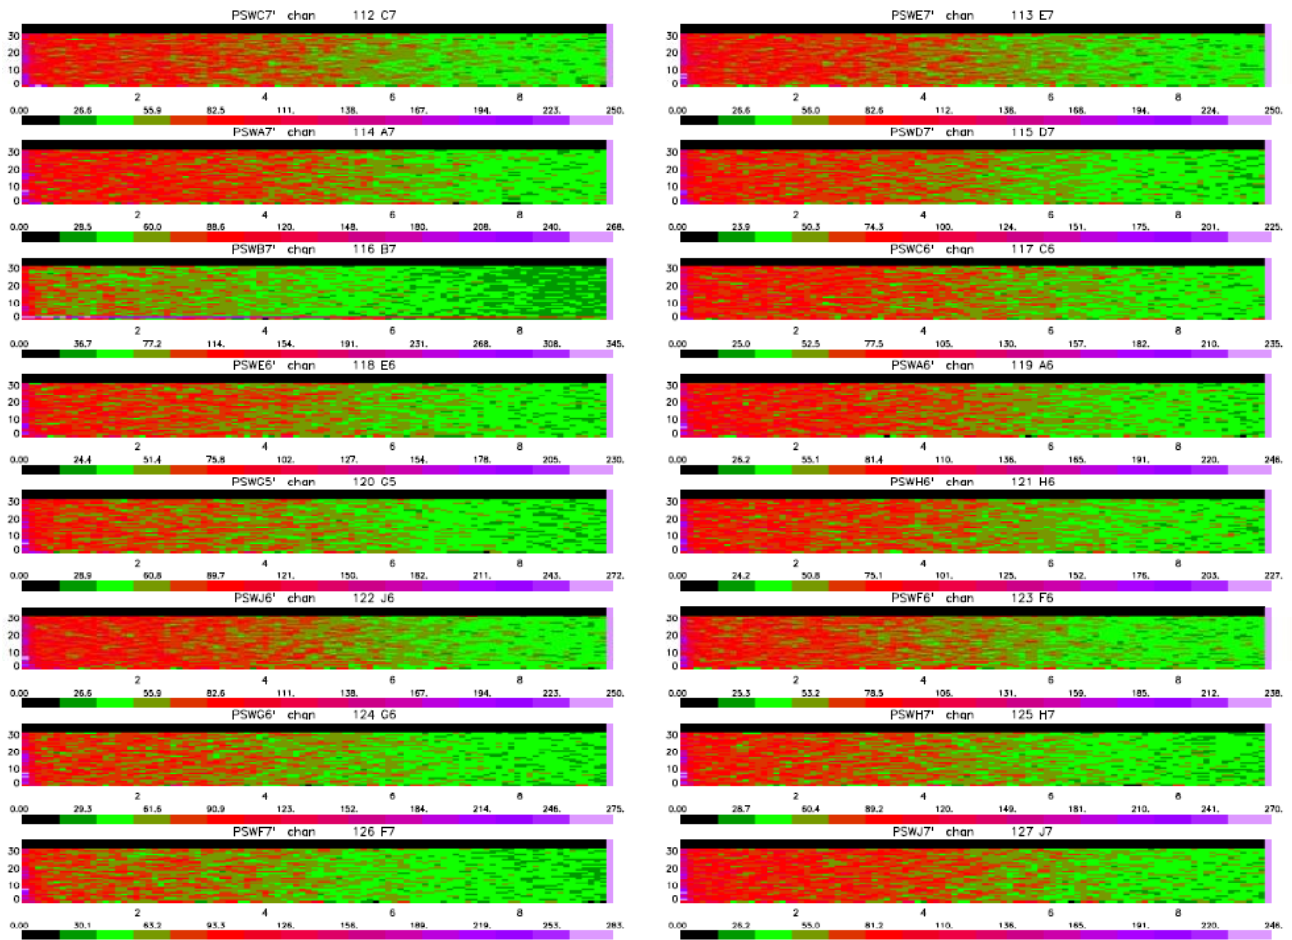 PSWC7' chan 112 C7
30
20
10
0
2 4 6 8
0.00 26.6 55.9 82.5 111. 138. 167. 194. 223. 250.
PSWE7' chan 113 E7
30
20
10
0
2 4 6 8
0.00 26.6 56.0 82.6 112. 138. 168. 194. 224. 250.
PSWA7' chan 114 A7
30
20
10
0
2 4 6 8
0.00 28.5 60.0 88.6 120. 148. 180. 208. 240. 268.
PSWD7' chan 115 D7
30
20
10
0
2 4 6 8
0.00 23.9 50.3 74.3 100. 124. 151. 175. 201. 225.
PSWB7' chan 116 B7
30
20
10
0
2 4 6 8
0.00 36.7 77.2 114. 154. 191. 231. 268. 308. 345.
PSWC6' chan 117 C6
30
20
10
0
2 4 6 8
0.00 25.0 52.5 77.5 105. 130. 157. 182. 210. 235.
PSWE6' chan 118 E6
30
20
10
0
2 4 6 8
0.00 24.4 51.4 75.8 102. 127. 154. 178. 205. 230.
PSWA6' chan 119 A6
30
20
10
0
2 4 6 8
0.00 26.2 55.1 81.4 110. 136. 165. 191. 220. 246.
PSWG5' chan 120 G5
30
20
10
0
2 4 6 8
0.00 28.9 60.8 89.7 121. 150. 182. 211. 243. 272.
PSWH6' chan 121 H6
30
20
10
0
2 4 6 8
0.00 24.2 50.8 75.1 101. 125. 152. 176. 203. 227.
PSWJ6' chan 122 J6
30
20
10
0
2 4 6 8
0.00 26.6 55.9 82.6 111. 138. 167. 194. 223. 250.
PSWF6' chan 123 F6
30
20
10
0
2 4 6 8
0.00 25.3 53.2 78.5 106. 131. 159. 185. 212. 238.
PSWG6' chan 124 G6
30
20
10
0
2 4 6 8
0.00 29.3 61.6 90.9 123. 152. 184. 214. 246. 275.
PSWH7' chan 125 H7
30
20
10
0
2 4 6 8
0.00 28.7 60.4 89.2 120. 149. 181. 210. 241. 270.
PSWF7' chan 126 F7
30
20
10
0
2 4 6 8
0.00 30.1 63.2 93.3 126. 156. 189. 219. 253. 283.
PSWJ7' chan 127 J7
30
20
10
0
2 4 6 8
0.00 26.2 55.0 81.2 110. 136. 165. 191. 220. 246.